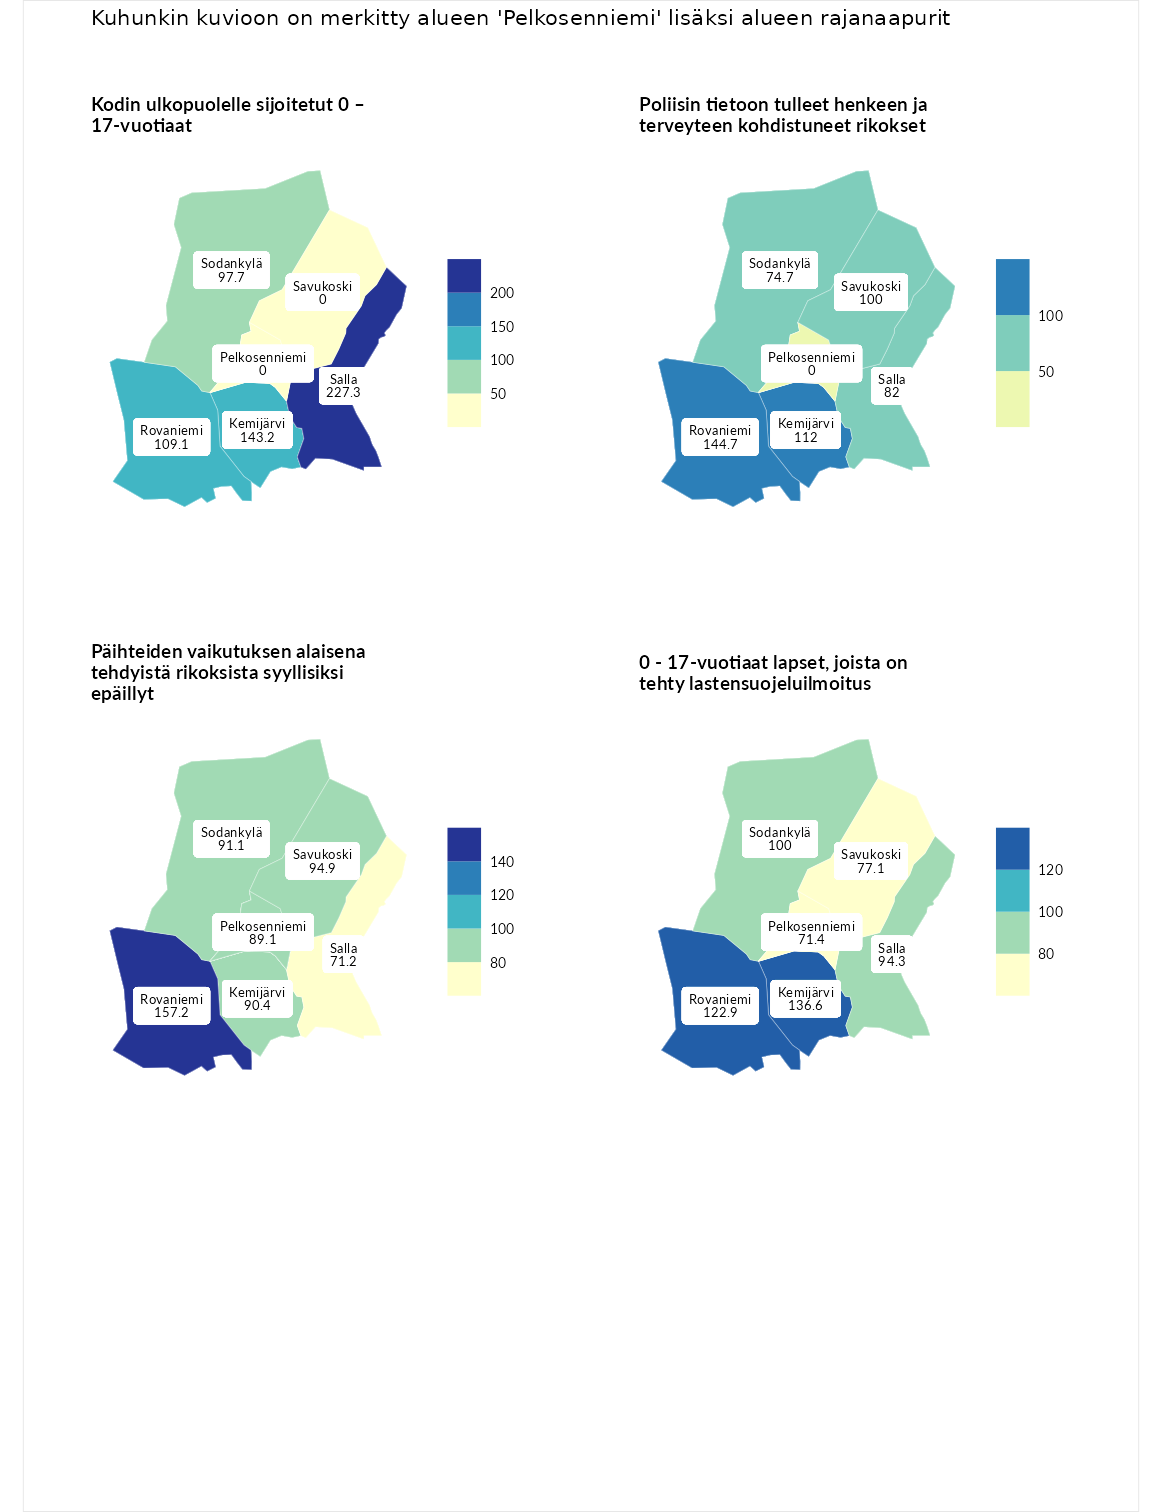 Kuhunkin kuvioon on merkitty alueen 'Pelkosenniemi' lisäksi alueen rajanaapurit
Kodin ulkopuolelle sijoitetut 0 –
17-vuotiaat
Sodankylä
97.7
Savukoski
0
Pelkosenniemi
0
Salla
227.3
Kemijärvi
143.2
Rovaniemi
109.1
200
150
100
50
Poliisin tietoon tulleet henkeen ja
terveyteen kohdistuneet rikokset
Sodankylä
74.7
Savukoski
100
Pelkosenniemi
0
Salla
82
Kemijärvi
112
Rovaniemi
144.7
100
50
Päihteiden vaikutuksen alaisena
tehdyistä rikoksista syyllisiksi
epäillyt
Sodankylä
91.1
Savukoski
94.9
Pelkosenniemi
89.1
Salla
71.2
Kemijärvi
90.4
Rovaniemi
157.2
140
120
100
80
0 - 17-vuotiaat lapset, joista on
tehty lastensuojeluilmoitus
Sodankylä
100
Savukoski
77.1
Pelkosenniemi
71.4
Salla
94.3
Kemijärvi
136.6
Rovaniemi
122.9
120
100
80